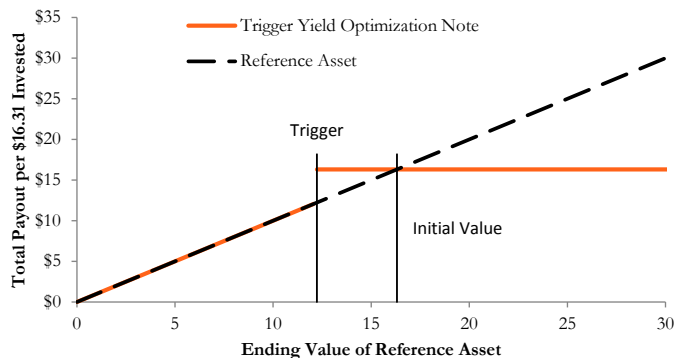 Total Payout per $16.31 Invested
$35
$30
$25
$20
$15
$10
$5
$0
Trigger Yield Optimization Note
Reference Asset
Trigger
Initial Value
0 5 10 15 20 25 30
Ending Value of Reference Asset